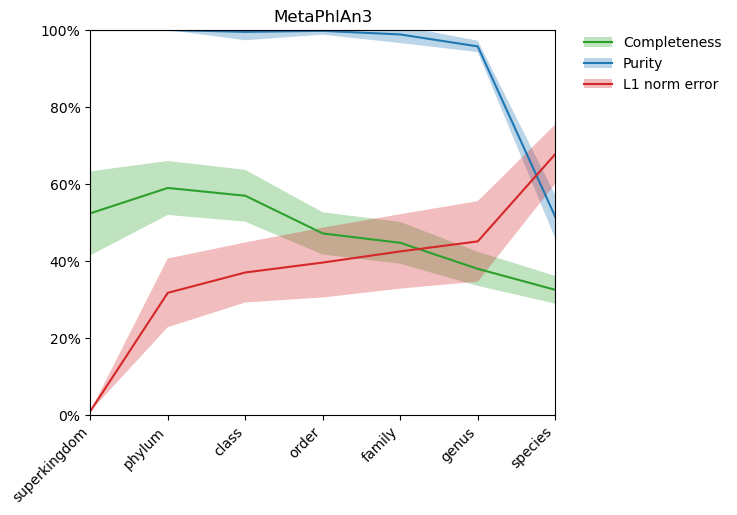 MetaPhlAn3
100%
80%
60%
40%
20%
0%
superkingdom
phylum
class
order
family
genus
species
Completeness
Purity
L1 norm error